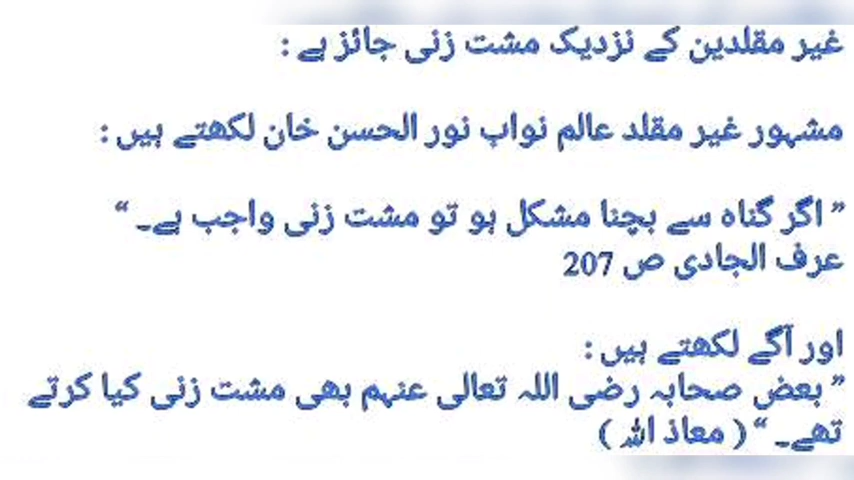 غیر مقلدین کے نزدیک مشت زنی جائز ہے :
مشہور غیر مقلد عالم نواب نور الحسن خان لکھتے ہیں :
” اگر گناہ سے بچنا مشکل ہو تو مشت زنی واجب ہے۔ “
عرف الجادی ص 207
اور آگے لکھتے ہیں :
” بعض صحابہ رضی اللہ تعالی عنہم بھی مشت زنی کیا کرتے
تھے۔ “ ( معاذ اللہ )